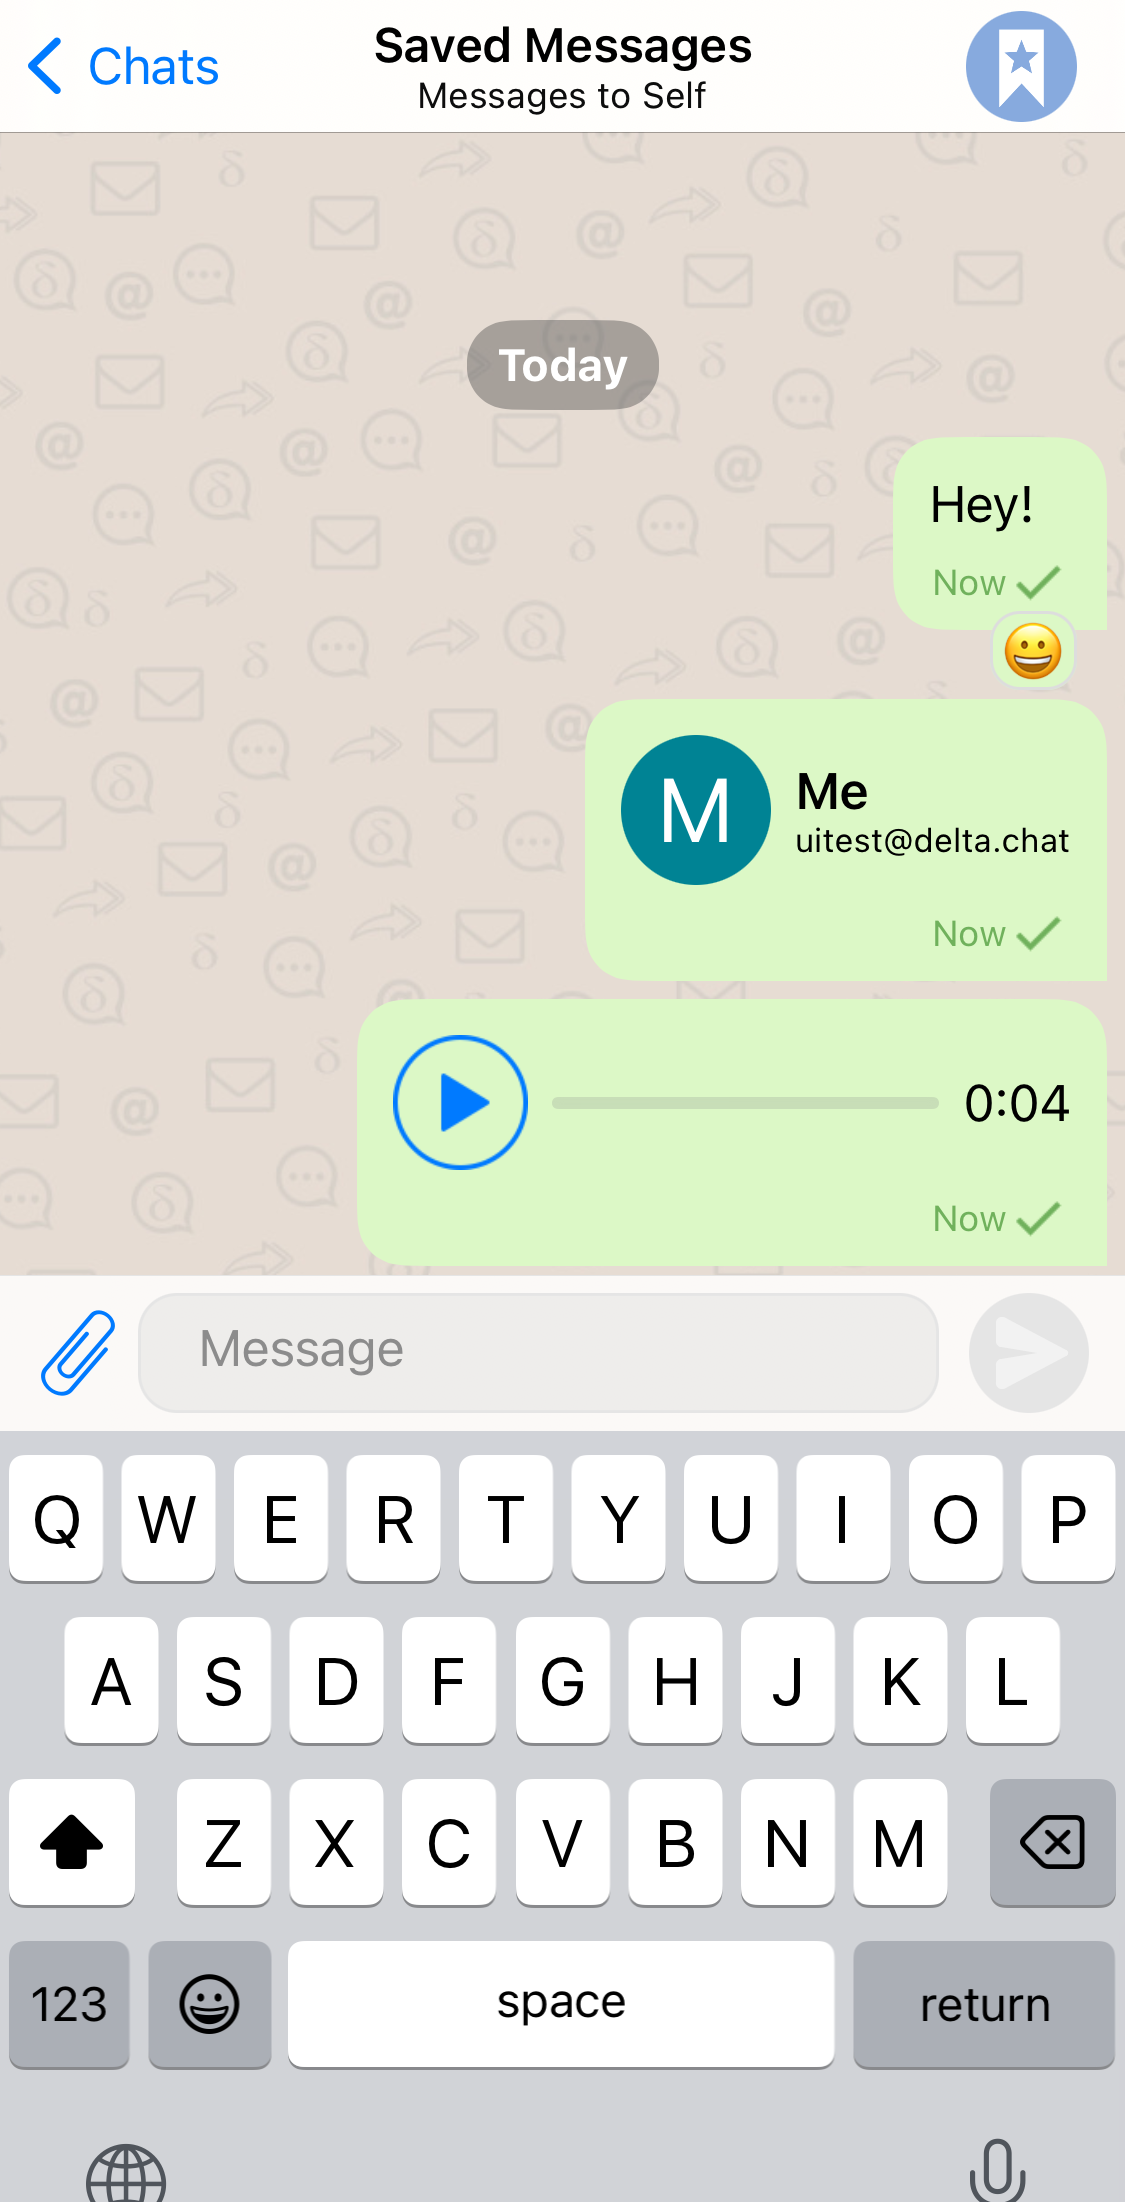 Chats
Saved Messages
Messages to Self
Today
Hey!
Now
M
Me
uitest@delta.chat
Now
0:04
Now
Message
Q W E R T Y U I O P
A S D F G H J K L
Z X C V B N M
123 space return